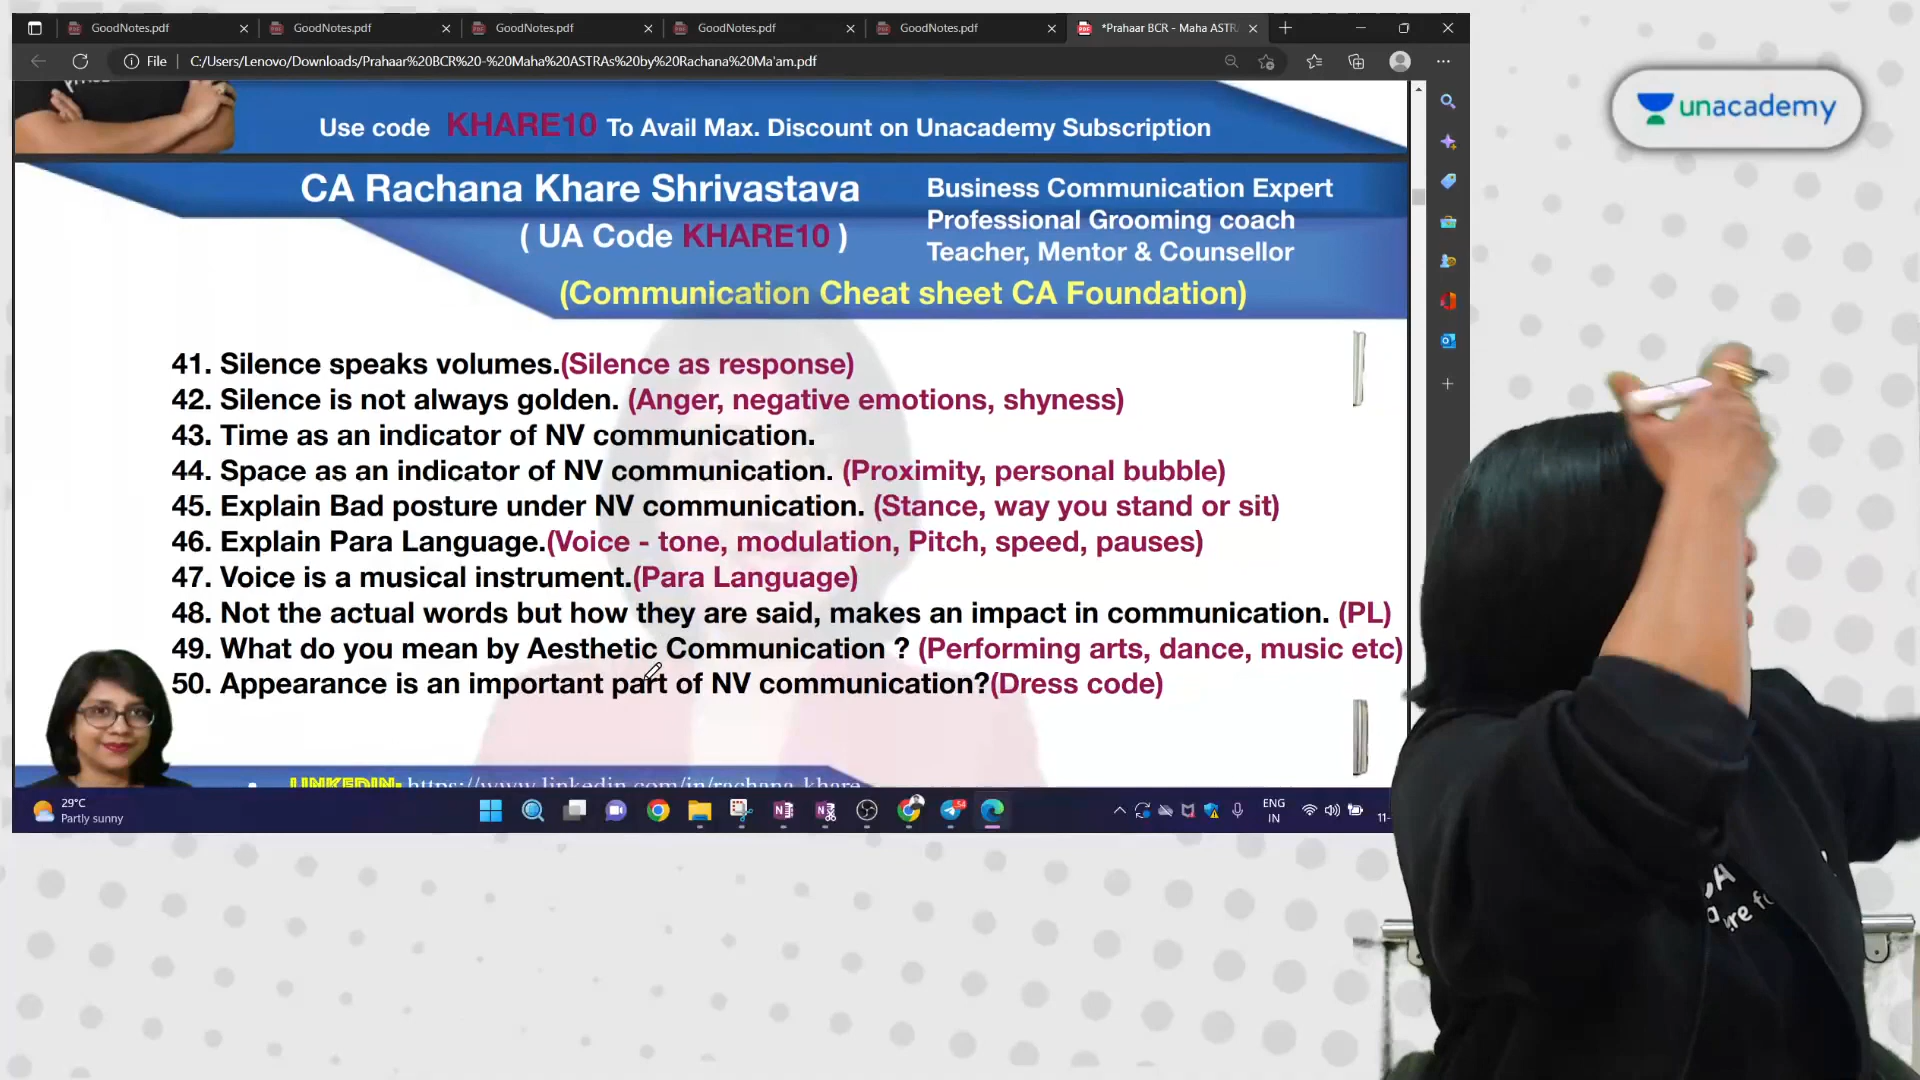 GoodNotes.pdf
GoodNotes.pdf
GoodNotes.pdf
GoodNotes.pdf
GoodNotes.pdf
*Prahaar BCR - Maha ASTR
File
C:/Users/Lenovo/Downloads/Prahaar%20BCR%20-%20Maha%20ASTRAs%20by%20Rachana%20Ma'am.pdf
unacademy
Use code KHARE10 To Avail Max. Discount on Unacademy Subscription
CA Rachana Khare Shrivastava
( UA Code KHARE10 )
Business Communication Expert
Professional Grooming coach
Teacher, Mentor & Counsellor
(Communication Cheat sheet CA Foundation)
41. Silence speaks volumes.(Silence as response)
42. Silence is not always golden. (Anger, negative emotions, shyness)
43. Time as an indicator of NV communication.
44. Space as an indicator of NV communication. (Proximity, personal bubble)
45. Explain Bad posture under NV communication. (Stance, way you stand or sit)
46. Explain Para Language.(Voice - tone, modulation, Pitch, speed, pauses)
47. Voice is a musical instrument.(Para Language)
48. Not the actual words but how they are said, makes an impact in communication. (PL)
49. What do you mean by Aesthetic Communication ? (Performing arts, dance, music etc)
50. Appearance is an important part of NV communication?(Dress code)
LINKEDIN: https://www.linkedin.com/in/rachana-khare
29°C
Partly sunny
ENG
IN
11-